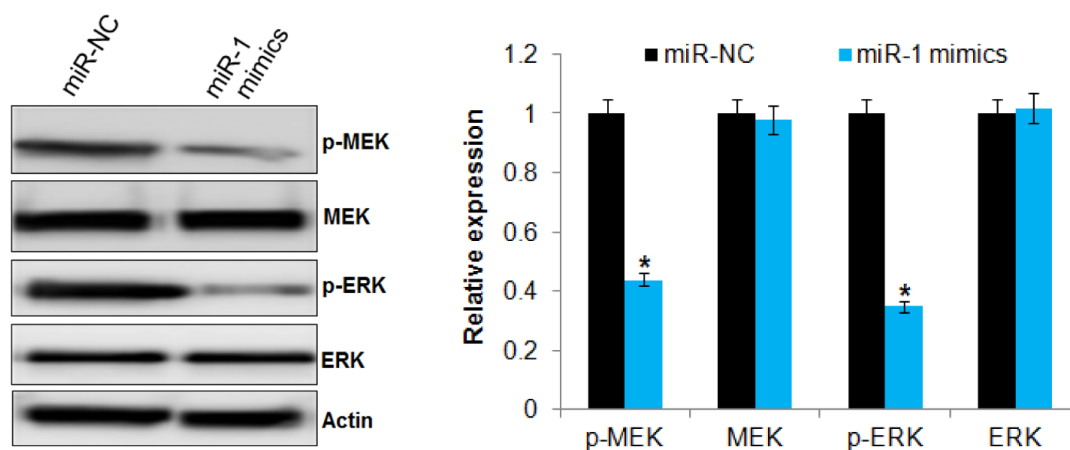 miR-NC
miR-1
mimics
p-MEK
MEK
p-ERK
ERK
Actin
miR-NC
miR-1 mimics
Relative expression
1.2
1
0.8
0.6
0.4
0.2
0
*
*
p-MEK
MEK
p-ERK
ERK